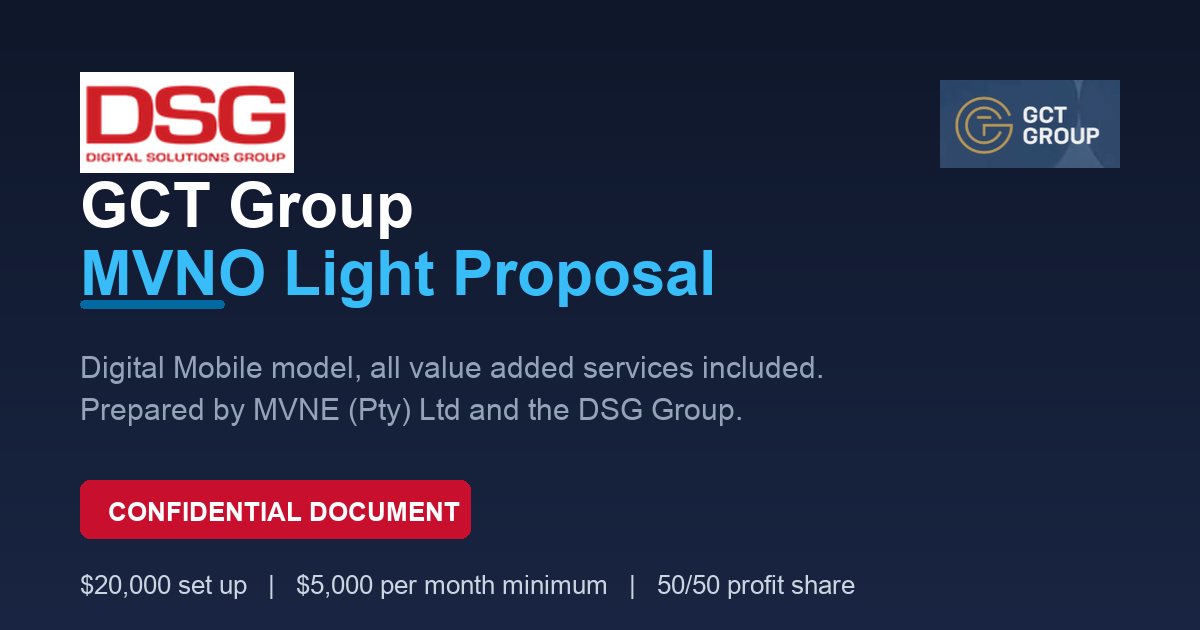 DSG
DIGITAL SOLUTIONS GROUP
GCT
GROUP
GCT Group
MVNO Light Proposal
Digital Mobile model, all value added services included.
Prepared by MVNE (Pty) Ltd and the DSG Group.
CONFIDENTIAL DOCUMENT
$20,000 set up | $5,000 per month minimum | 50/50 profit share